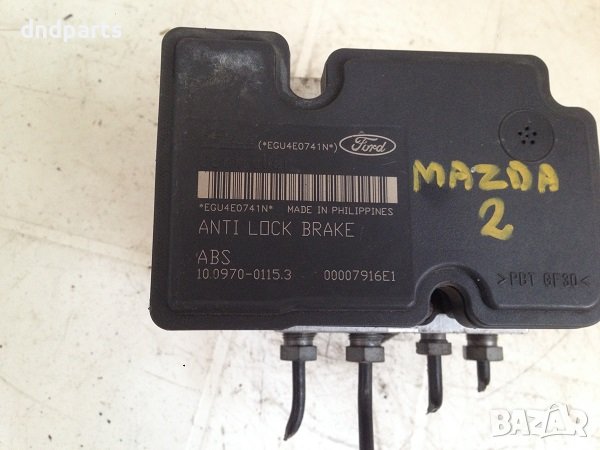 dndparts
(*EGU4E0741N*) Ford
MAZDA
2
*EGU4E0741N* MADE IN PHILIPPINES
ANTI LOCK BRAKE
ABS
10.0970-0115.3 00007916E1
>PBT GF30<
BAZAR